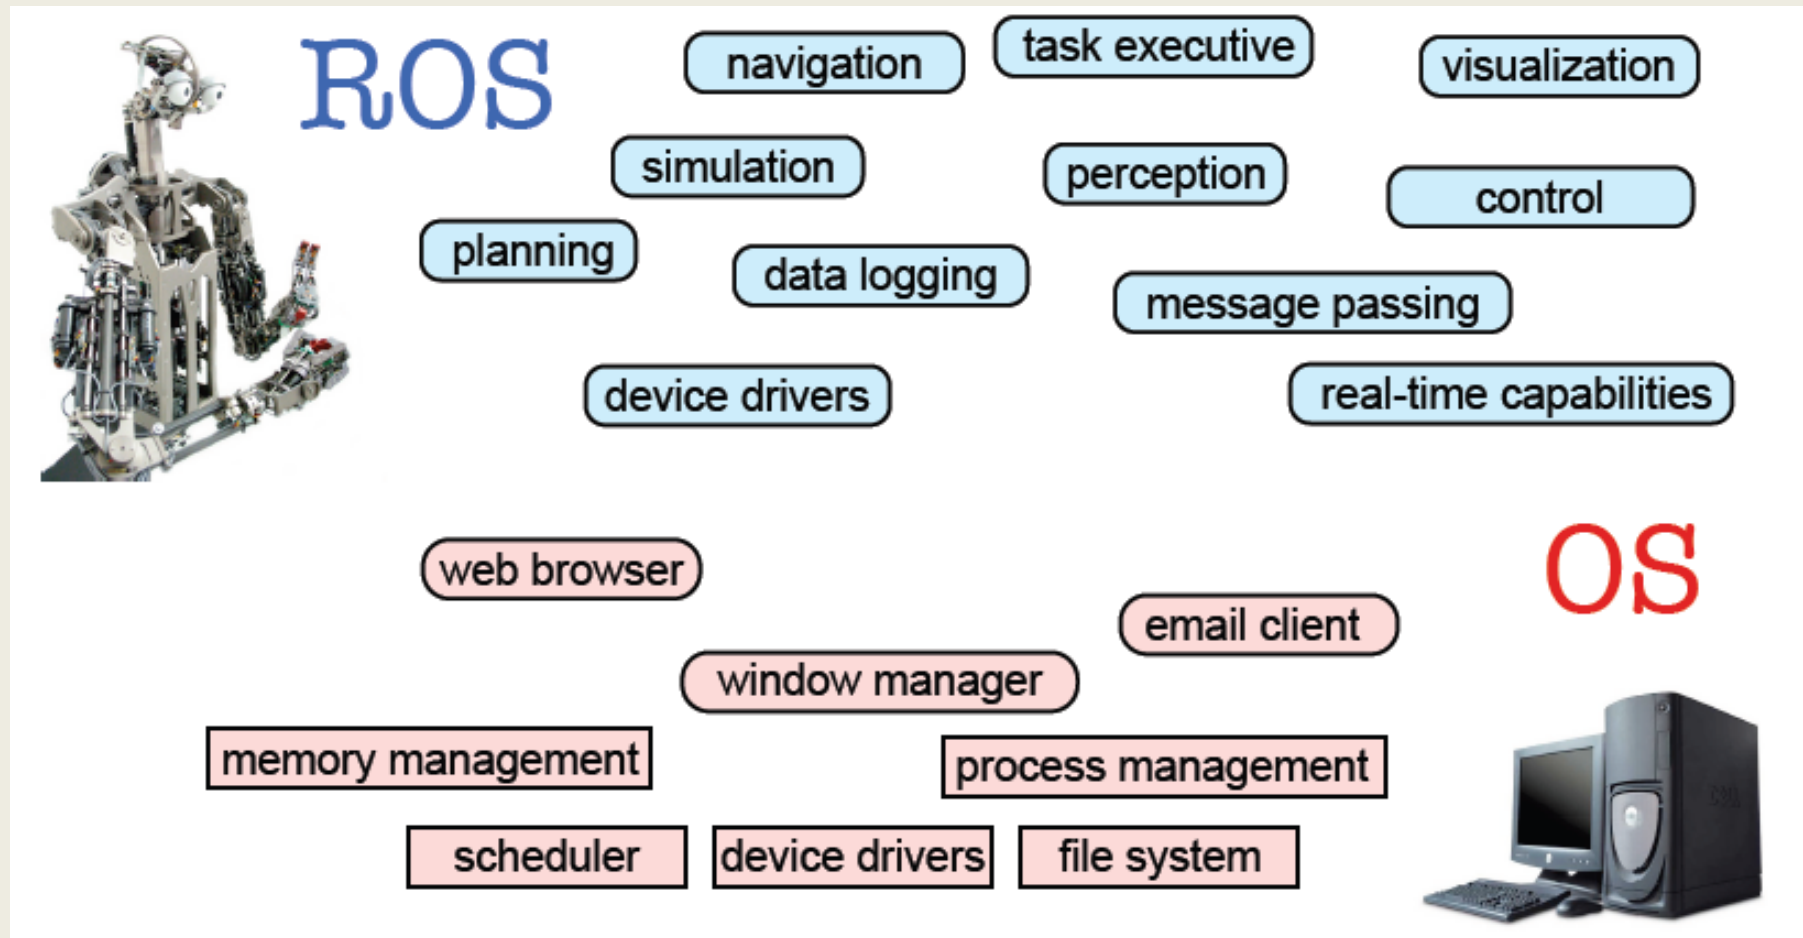 ROS
navigation
task executive
visualization
simulation
perception
control
planning
data logging
message passing
device drivers
real-time capabilities
OS
web browser
email client
window manager
memory management
process management
scheduler
device drivers
file system